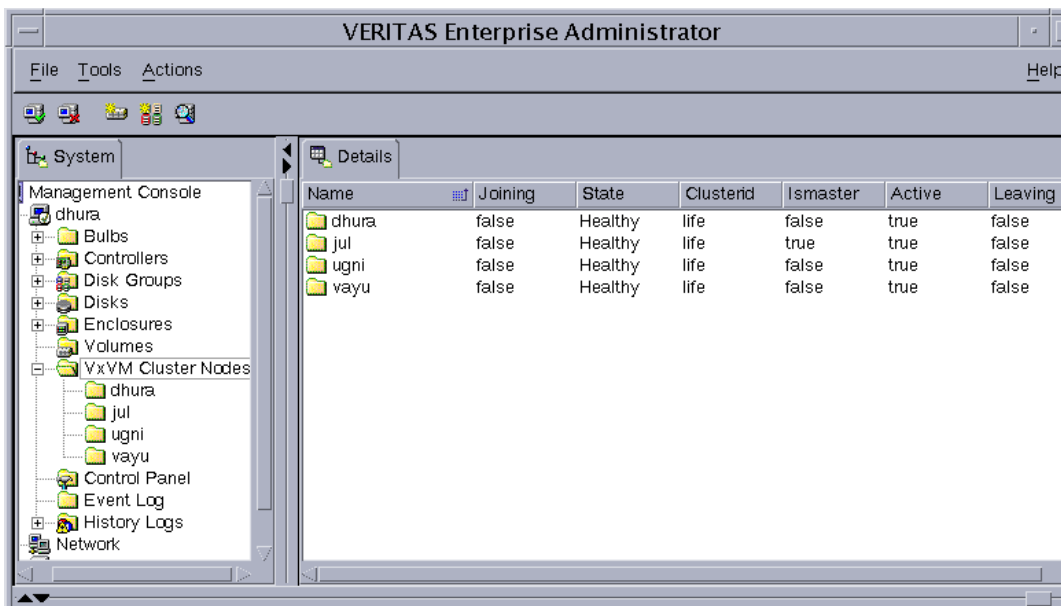 VERITAS Enterprise Administrator
File Tools Actions Help
System
Management Console
dhura
Bulbs
Controllers
Disk Groups
Disks
Enclosures
Volumes
VxVM Cluster Nodes
dhura
jul
ugni
vayu
Control Panel
Event Log
History Logs
Network
Details
Name Joining State Clusterid Ismaster Active Leaving
dhura false Healthy life false true false
jul false Healthy life true true false
ugni false Healthy life false true false
vayu false Healthy life false true false